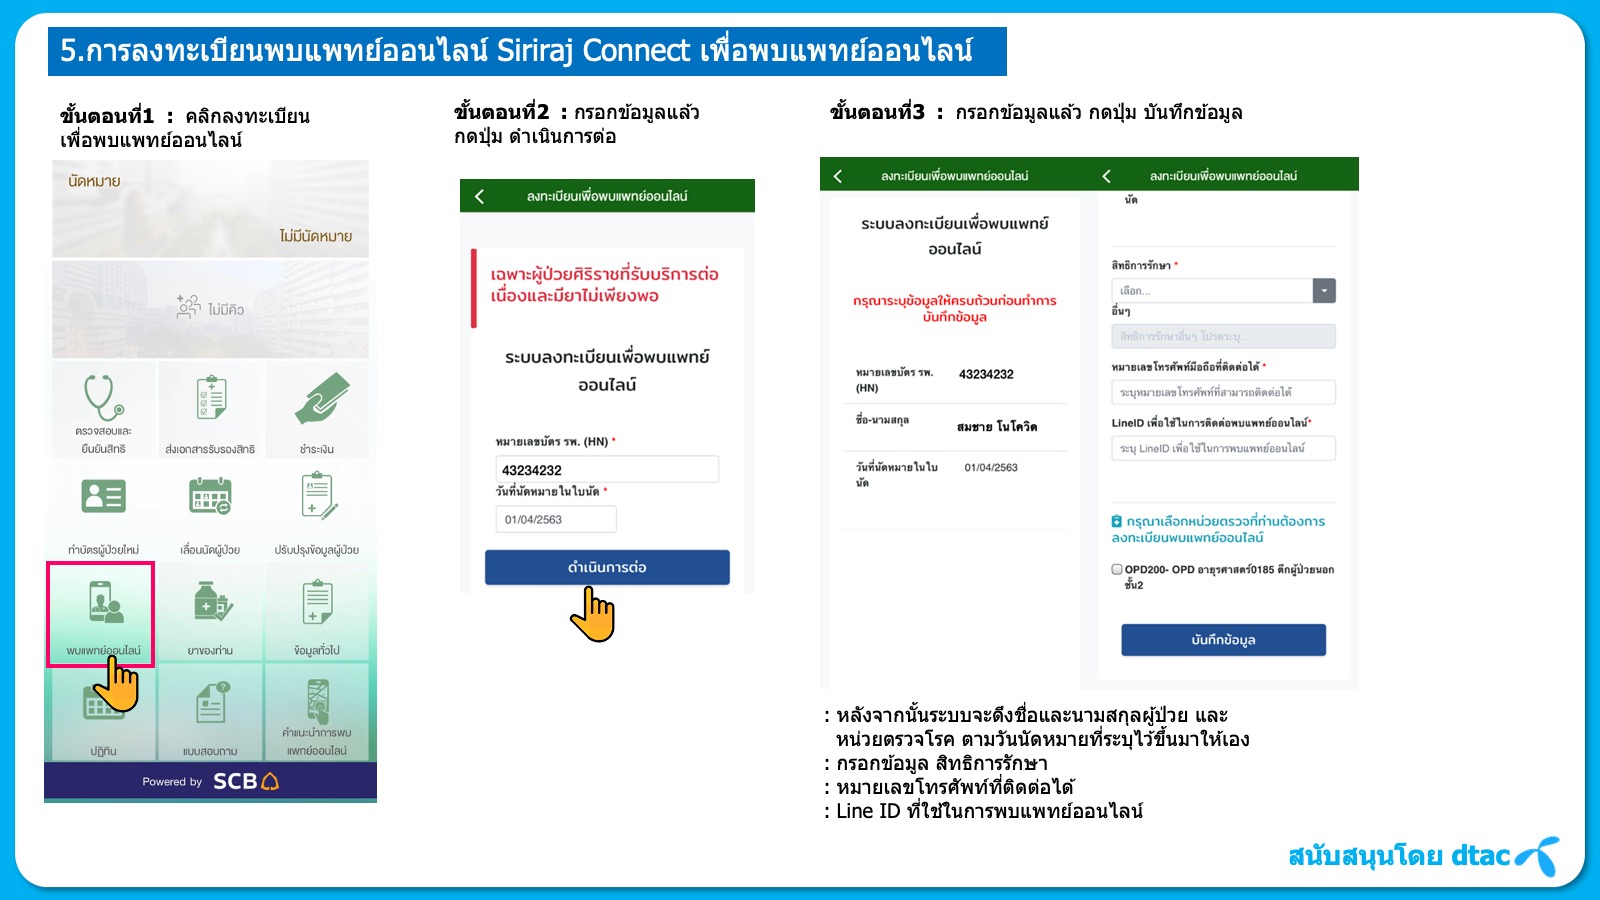 5.การลงทะเบียนพบแพทย์ออนไลน์ Siriraj Connect เพื่อพบแพทย์ออนไลน์
ขั้นตอนที่1 : คลิกลงทะเบียน
เพื่อพบแพทย์ออนไลน์
นัดหมาย
ไม่มีนัดหมาย
ไม่มีคิว
ตรวจสอบและ
ยืนยันสิทธิ
ส่งเอกสารรับรองสิทธิ
ชำระเงิน
ทำบัตรผู้ป่วยใหม่
เลื่อนนัดผู้ป่วย
ปรับปรุงข้อมูลผู้ป่วย
พบแพทย์ออนไลน์
ยาของท่าน
ข้อมูลทั่วไป
ปฏิทิน
แบบสอบถาม
คำแนะนำการพบ
แพทย์ออนไลน์
Powered by SCB
ขั้นตอนที่2 : กรอกข้อมูลแล้ว
กดปุ่ม ดำเนินการต่อ
ลงทะเบียนเพื่อพบแพทย์ออนไลน์
เฉพาะผู้ป่วยศิริราชที่รับบริการต่อ
เนื่องและมียาไม่เพียงพอ
ระบบลงทะเบียนเพื่อพบแพทย์
ออนไลน์
หมายเลขบัตร รพ. (HN) *
43234232
วันที่นัดหมายในใบนัด *
01/04/2563
ดำเนินการต่อ
ขั้นตอนที่3 : กรอกข้อมูลแล้ว กดปุ่ม บันทึกข้อมูล
ลงทะเบียนเพื่อพบแพทย์ออนไลน์
ระบบลงทะเบียนเพื่อพบแพทย์
ออนไลน์
กรุณาระบุข้อมูลให้ครบถ้วนก่อนทำการ
บันทึกข้อมูล
หมายเลขบัตร รพ. 43234232
(HN)
ชื่อ-นามสกุล สมชาย โนโควิด
วันที่นัดหมายในใบ 01/04/2563
นัด
ลงทะเบียนเพื่อพบแพทย์ออนไลน์
นัด
สิทธิการรักษา *
เลือก...
อื่นๆ
สิทธิการรักษาอื่นๆ โปรดระบุ...
หมายเลขโทรศัพท์มือถือที่ติดต่อได้ *
ระบุหมายเลขโทรศัพท์ที่สามารถติดต่อได้
LineID เพื่อใช้ในการติดต่อพบแพทย์ออนไลน์*
ระบุ LineID เพื่อใช้ในการพบแพทย์ออนไลน์
กรุณาเลือกหน่วยตรวจที่ท่านต้องการ
ลงทะเบียนพบแพทย์ออนไลน์
OPD200- OPD อายุรศาสตร์0185 ตึกผู้ป่วยนอก
ชั้น2
บันทึกข้อมูล
: หลังจากนั้นระบบจะดึงชื่อและนามสกุลผู้ป่วย และ
หน่วยตรวจโรค ตามวันนัดหมายที่ระบุไว้ขึ้นมาให้เอง
: กรอกข้อมูล สิทธิการรักษา
: หมายเลขโทรศัพท์ที่ติดต่อได้
: Line ID ที่ใช้ในการพบแพทย์ออนไลน์
สนับสนุนโดย dtac